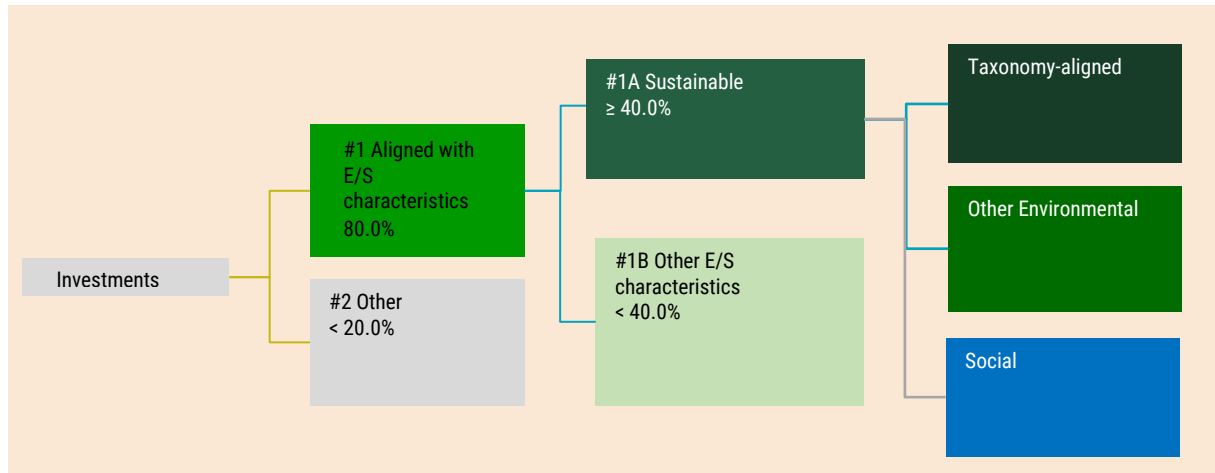 Investments
#1 Aligned with
E/S
characteristics
80.0%
#2 Other
< 20.0%
#1A Sustainable
≥ 40.0%
#1B Other E/S
characteristics
< 40.0%
Taxonomy-aligned
Other Environmental
Social